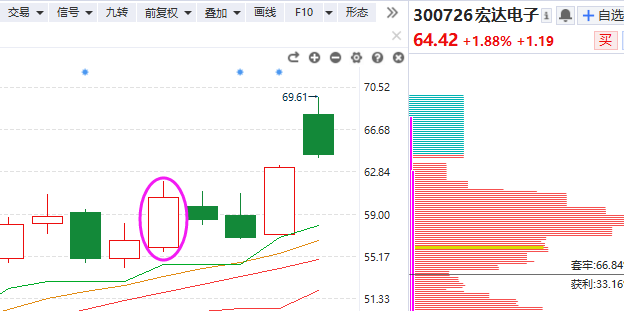 交易 信号 九转 前复权 叠加 画线 F10 形态
300726 宏达电子
自选
64.42 +1.88% +1.19
买
70.52
69.61
66.68
62.84
59.00
55.17
51.33
套牢:66.84%
获利:33.16%